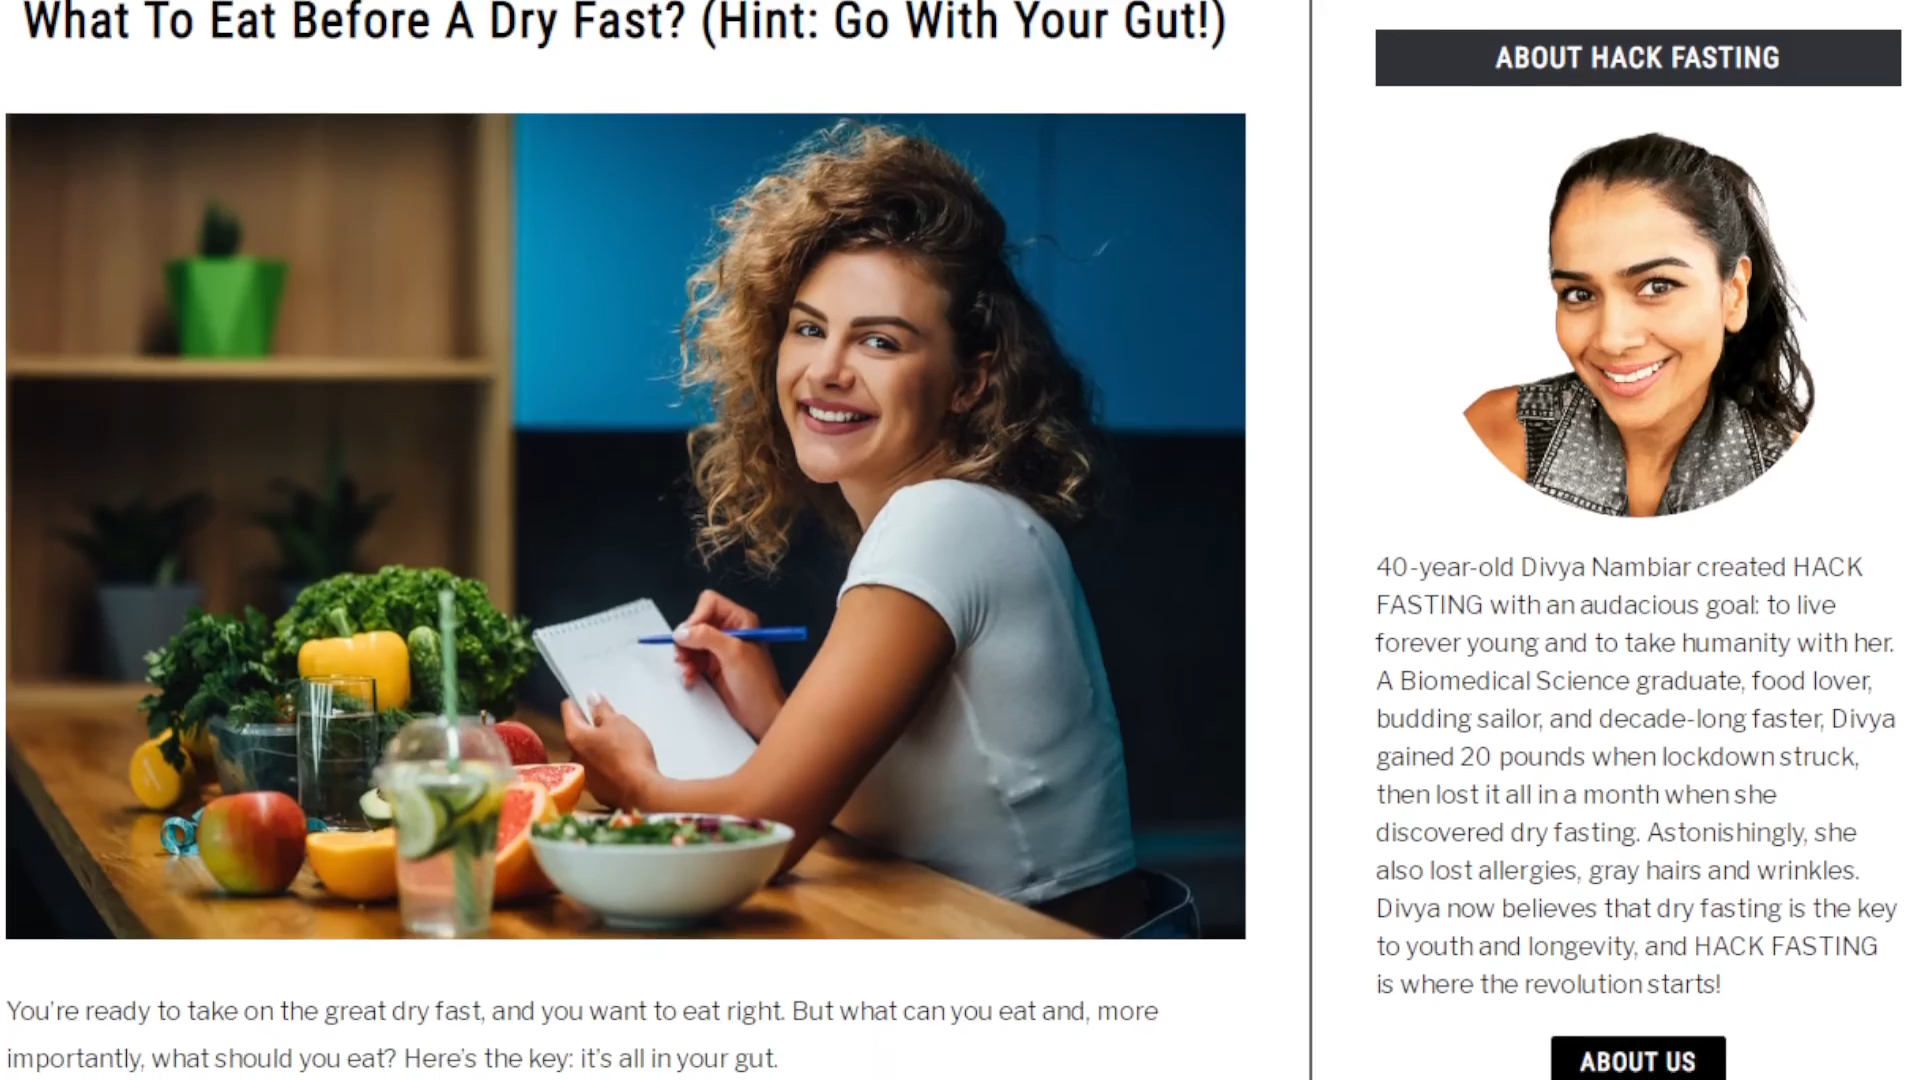 What To Eat Before A Dry Fast? (Hint: Go With Your Gut!)
You're ready to take on the great dry fast, and you want to eat right. But what can you eat and, more
importantly, what should you eat? Here's the key: it's all in your gut.
ABOUT HACK FASTING
40-year-old Divya Nambiar created HACK
FASTING with an audacious goal: to live
forever young and to take humanity with her.
A Biomedical Science graduate, food lover,
budding sailor, and decade-long faster, Divya
gained 20 pounds when lockdown struck,
then lost it all in a month when she
discovered dry fasting. Astonishingly, she
also lost allergies, gray hairs and wrinkles.
Divya now believes that dry fasting is the key
to youth and longevity, and HACK FASTING
is where the revolution starts!
ABOUT US